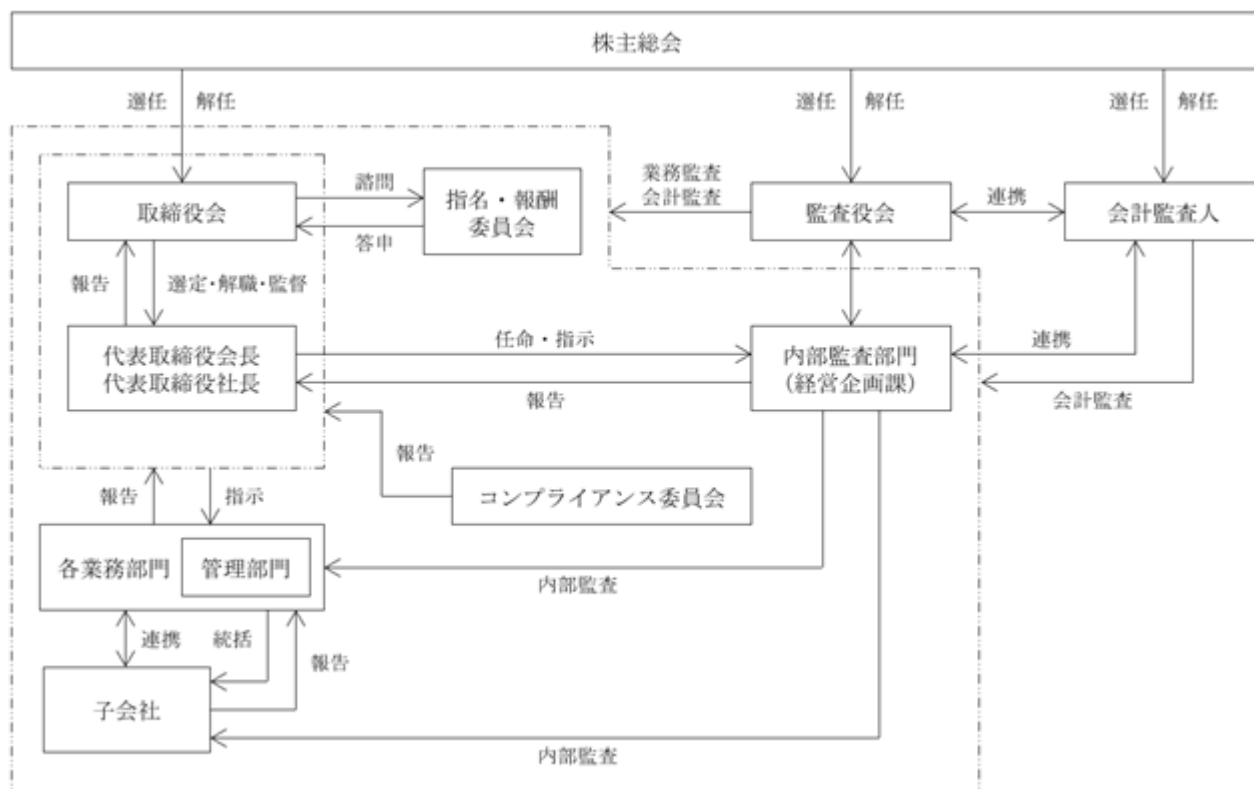 株主総会
選任 解任
選任 解任
選任 解任
取締役会
諮問
答申
指名・報酬
委員会
業務監査
会計監査
監査役会
連携
会計監査人
報告
選定・解職・監督
代表取締役会長
代表取締役社長
任命・指示
報告
内部監査部門
(経営企画課)
連携
会計監査
報告
コンプライアンス委員会
報告
指示
各業務部門
管理部門
内部監査
連携
統括
報告
子会社
内部監査